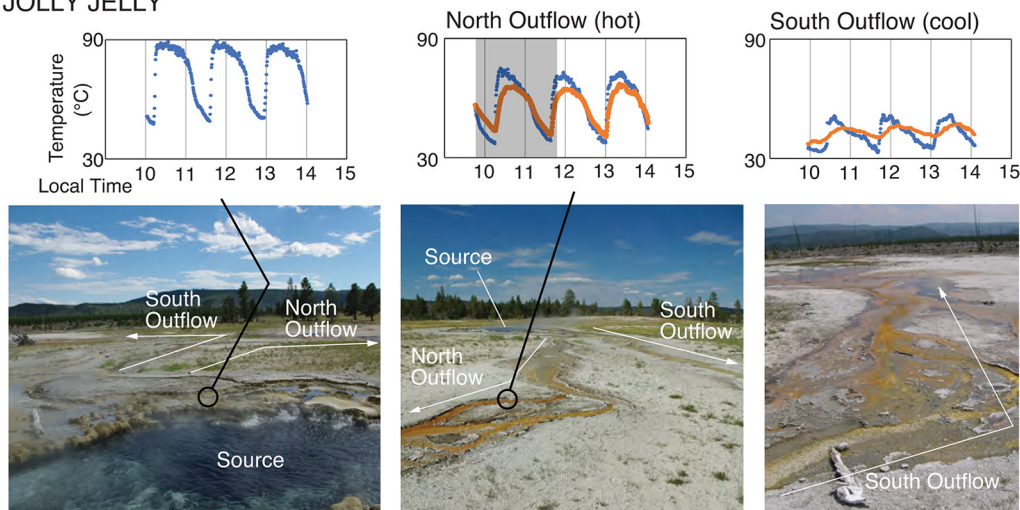 JOLLY JELLY
North Outflow (hot)
South Outflow (cool)
Temperature
(°C)
90
30
10 11 12 13 14 15
Local Time
90
30
10 11 12 13 14 15
90
30
10 11 12 13 14 15
South
Outflow
North
Outflow
Source
Source
South
Outflow
North
Outflow
South Outflow